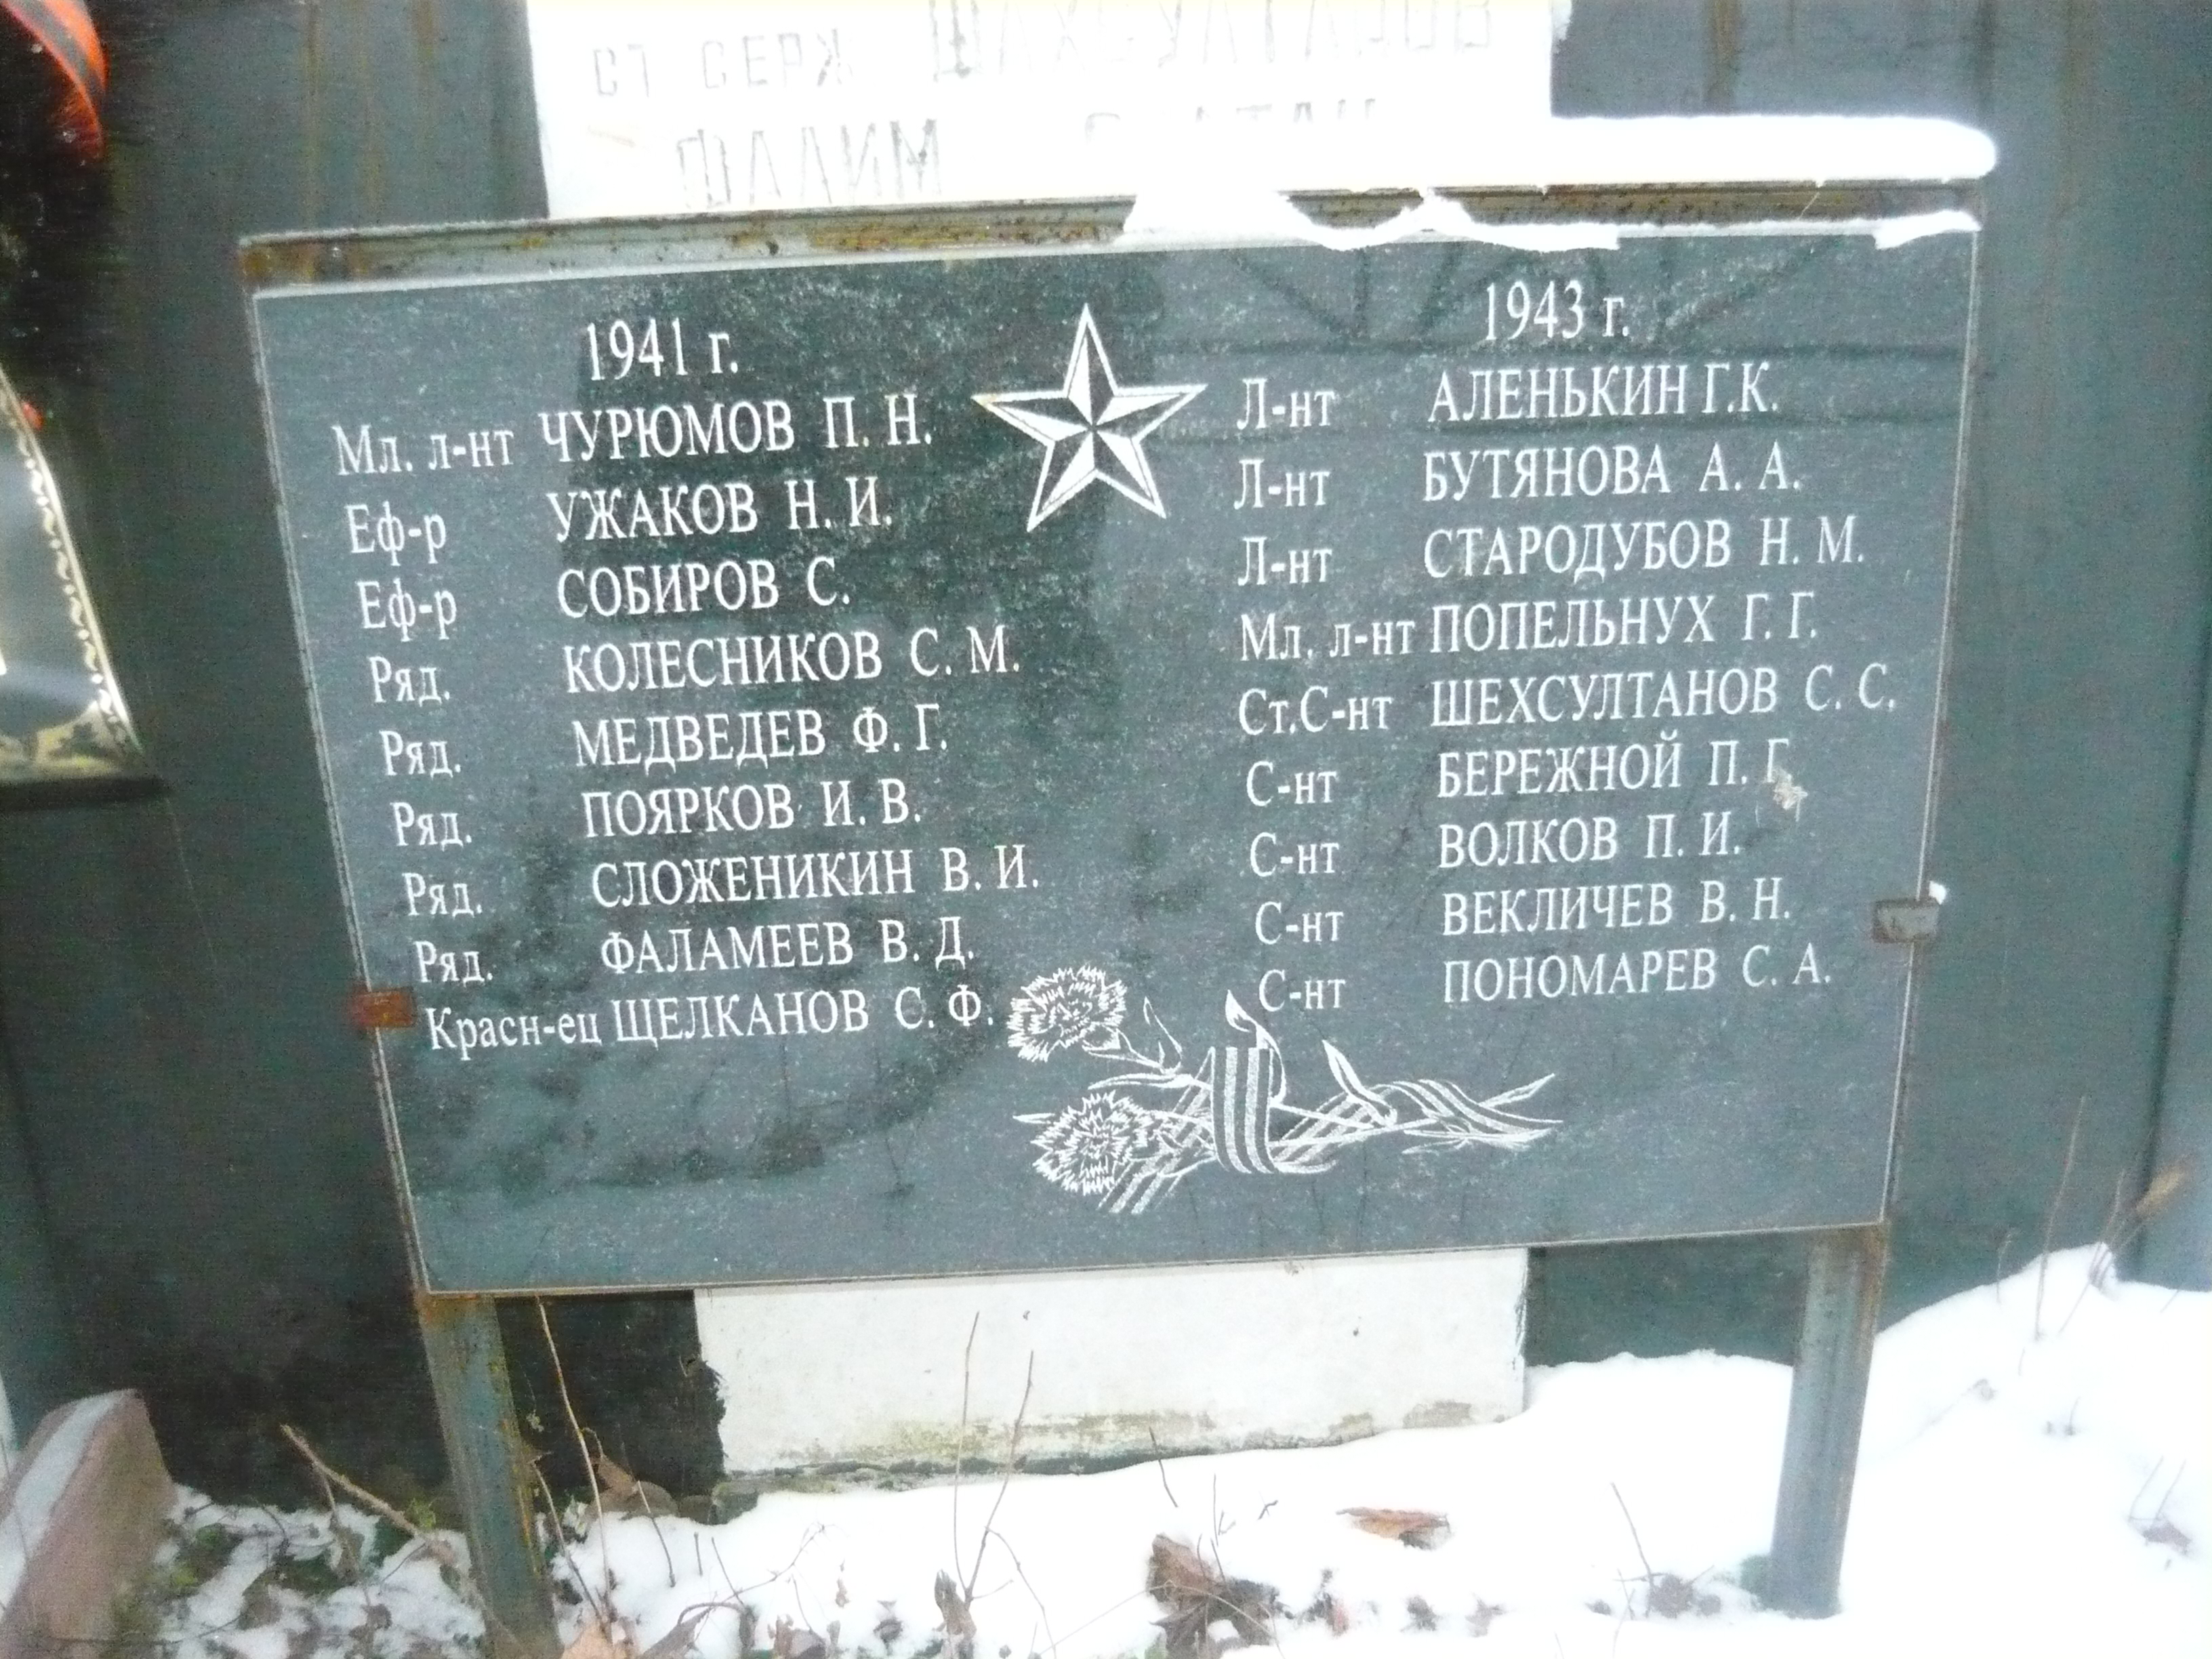 СТ СЕРЖ ШАХСУЛТАНОВ
1941 г.
Мл. л-нт ЧУРЮМОВ П. Н.
Еф-р УЖАКОВ Н. И.
Еф-р СОБИРОВ С.
Ряд. КОЛЕСНИКОВ С. М.
Ряд. МЕДВЕДЕВ Ф. Г.
Ряд. ПОЯРКОВ И. В.
Ряд. СЛОЖЕНИКИН В. И.
Ряд. ФАЛАМЕЕВ В. Д.
Красн-ец ЩЕЛКАНОВ С. Ф.
1943 г.
Л-нт АЛЕНЬКИН Г.К.
Л-нт БУТЯНОВА А. А.
Л-нт СТАРОДУБОВ Н. М.
Мл. л-нт ПОПЕЛЬНУХ Г. Г.
Ст.С-нт ШЕХСУЛТАНОВ С. С.
С-нт БЕРЕЖНОЙ П. Г.
С-нт ВОЛКОВ П. И.
С-нт ВЕКЛИЧЕВ В. Н.
С-нт ПОНОМАРЕВ С. А.